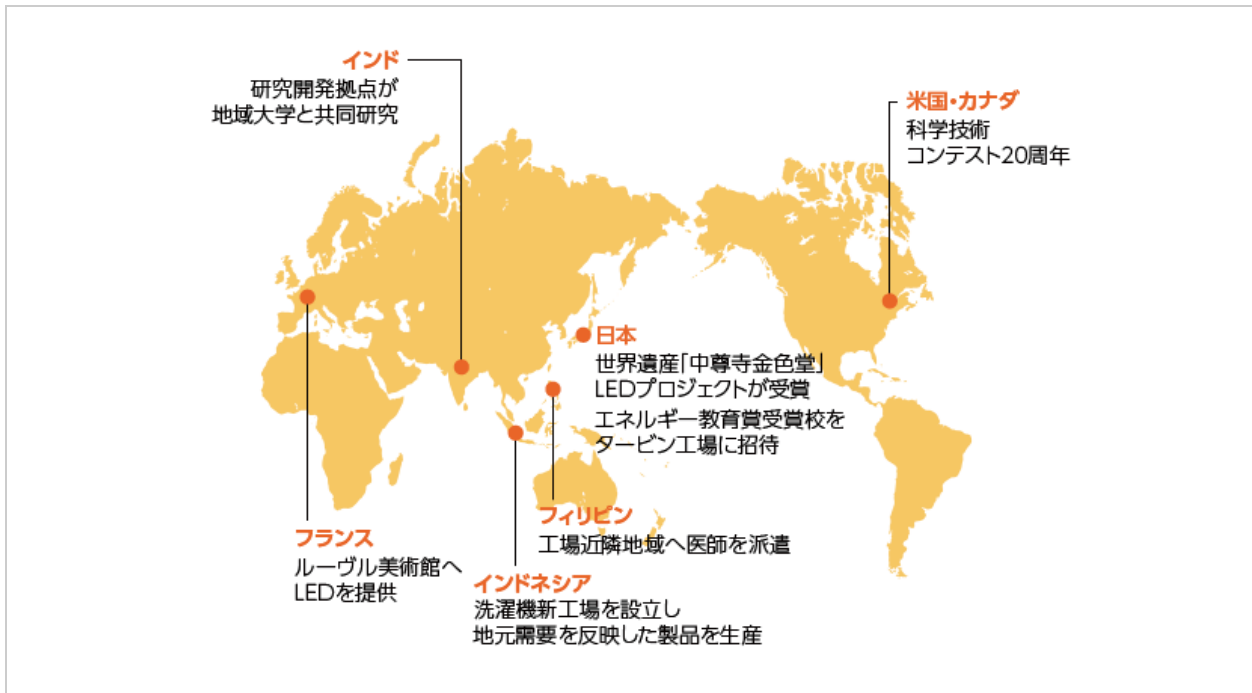 インド
研究開発拠点が
地域大学と共同研究
米国・カナダ
科学技術
コンテスト20周年
日本
世界遺産「中尊寺金色堂」
LEDプロジェクトが受賞
エネルギー教育賞受賞校を
タービン工場に招待
フィリピン
工場近隣地域へ医師を派遣
フランス
ルーヴル美術館へ
LEDを提供
インドネシア
洗濯機新工場を設立し
地元需要を反映した製品を生産